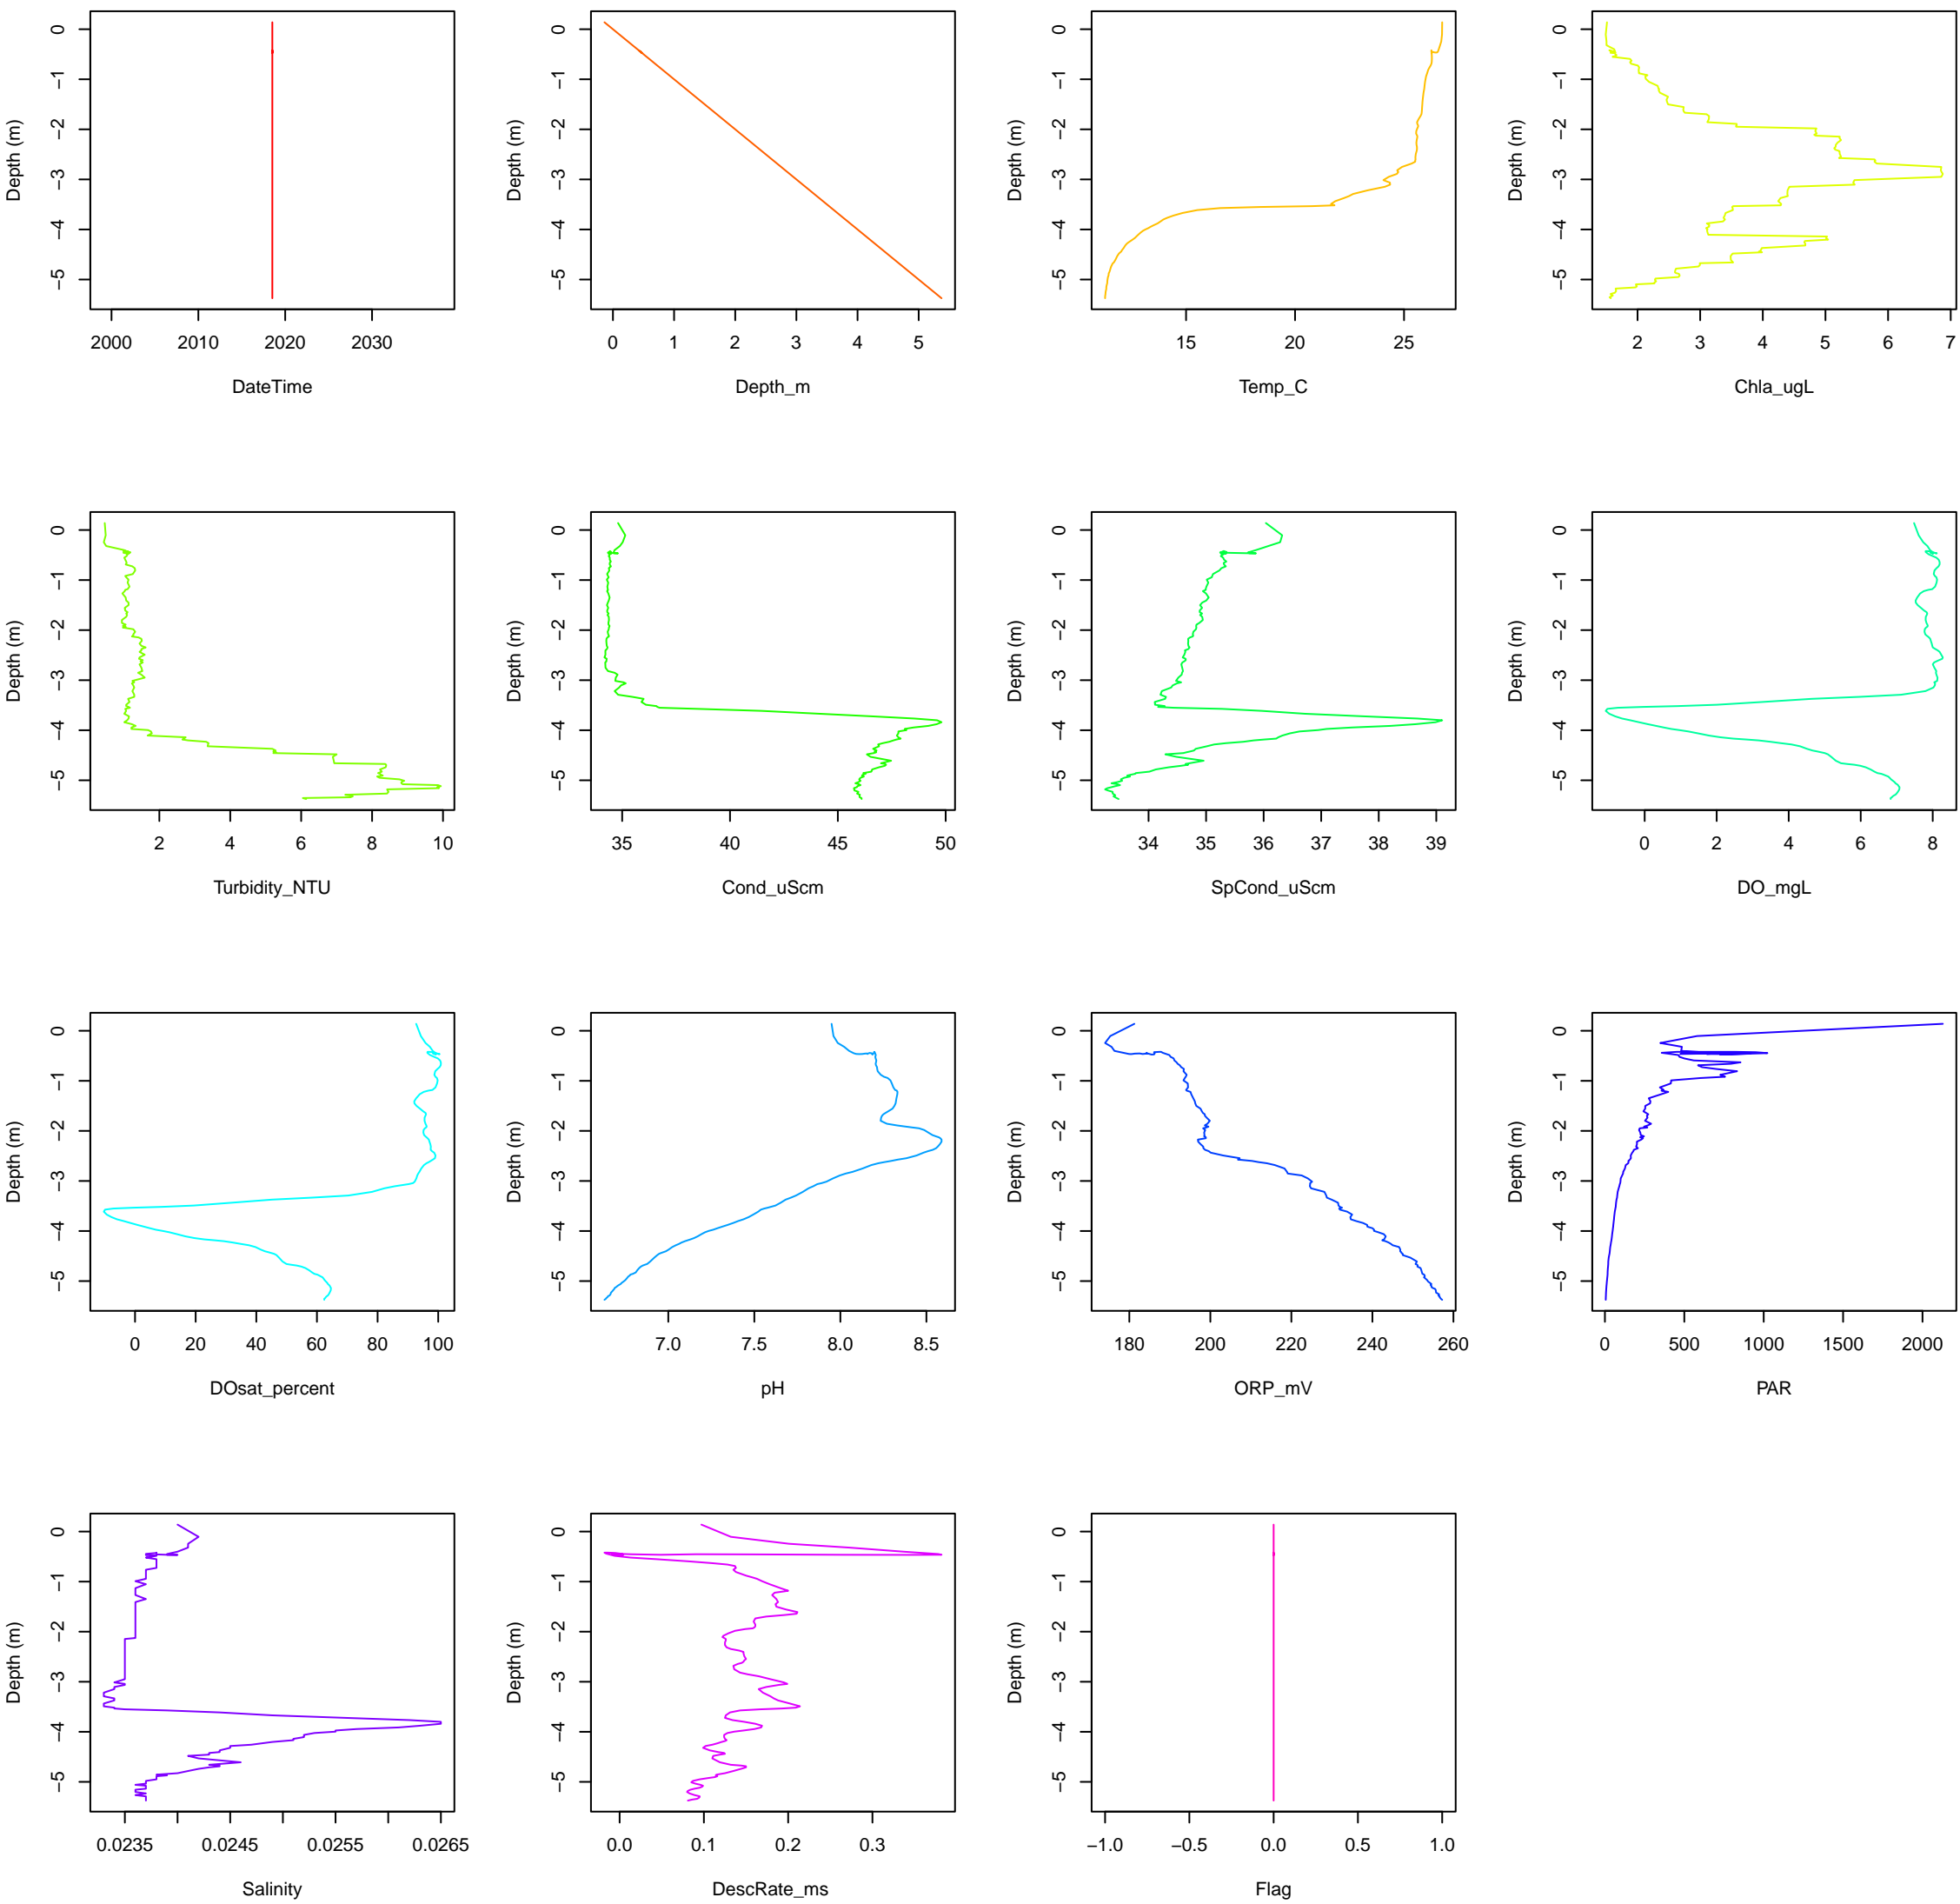 0 −1 −2 −3 −4 −5
Depth (m)
2000 2010 2020 2030
DateTime
0 −1 −2 −3 −4 −5
Depth (m)
0 1 2 3 4 5
Depth_m
0 −1 −2 −3 −4 −5
Depth (m)
15 20 25
Temp_C
0 −1 −2 −3 −4 −5
Depth (m)
2 3 4 5 6 7
Chla_ugL
0 −1 −2 −3 −4 −5
Depth (m)
2 4 6 8 10
Turbidity_NTU
0 −1 −2 −3 −4 −5
Depth (m)
35 40 45 50
Cond_uScm
0 −1 −2 −3 −4 −5
Depth (m)
34 35 36 37 38 39
SpCond_uScm
0 −1 −2 −3 −4 −5
Depth (m)
0 2 4 6 8
DO_mgL
0 −1 −2 −3 −4 −5
Depth (m)
0 20 40 60 80 100
DOsat_percent
0 −1 −2 −3 −4 −5
Depth (m)
7.0 7.5 8.0 8.5
pH
0 −1 −2 −3 −4 −5
Depth (m)
180 200 220 240 260
ORP_mV
0 −1 −2 −3 −4 −5
Depth (m)
0 500 1000 1500 2000
PAR
0 −1 −2 −3 −4 −5
Depth (m)
0.0235 0.0245 0.0255 0.0265
Salinity
0 −1 −2 −3 −4 −5
Depth (m)
0.0 0.1 0.2 0.3
DescRate_ms
0 −1 −2 −3 −4 −5
Depth (m)
−1.0 −0.5 0.0 0.5 1.0
Flag